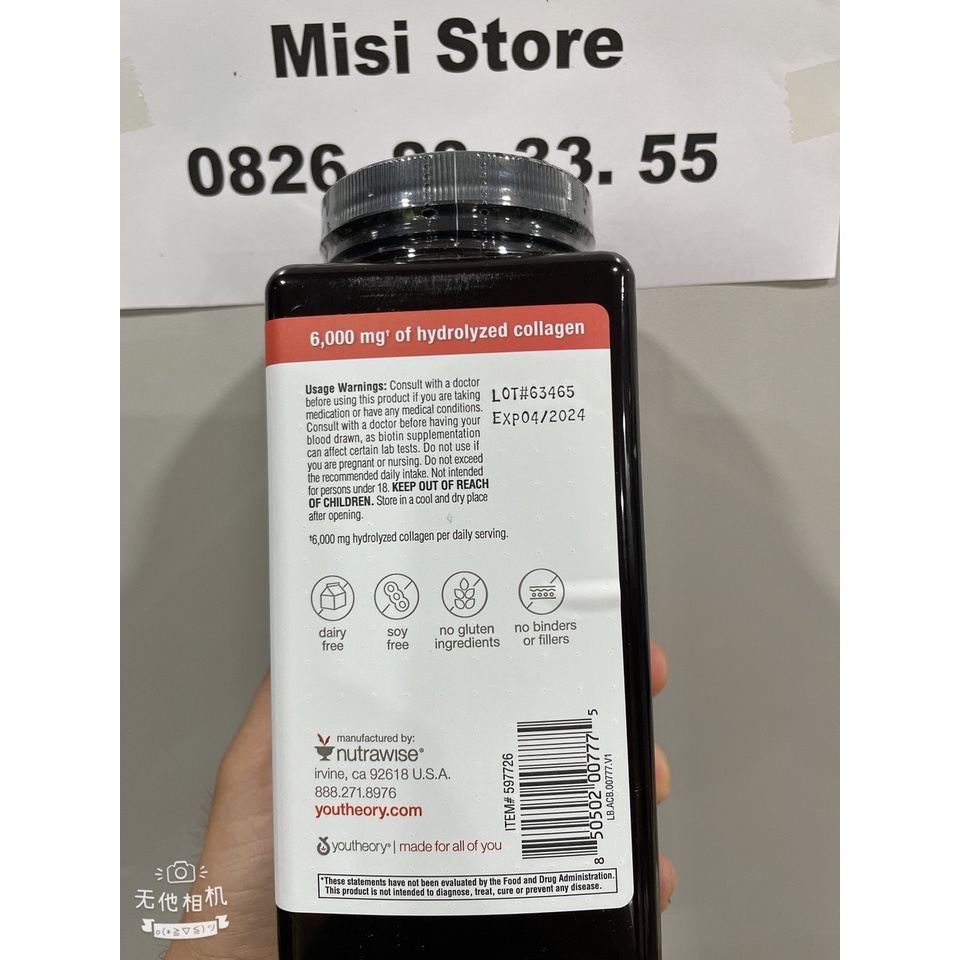 Misi Store
0826 33. 55
6,000 mg† of hydrolyzed collagen
Usage Warnings: Consult with a doctor
before using this product if you are taking
medication or have any medical conditions.
Consult with a doctor before having your
blood drawn, as biotin supplementation
can affect certain lab tests. Do not use if
you are pregnant or nursing. Do not exceed
the recommended daily intake. Not intended
for persons under 18. KEEP OUT OF REACH
OF CHILDREN. Store in a cool and dry place
after opening.
LOT#63465
EXP04/2024
†6,000 mg hydrolyzed collagen per daily serving.
dairy
free
soy
free
no gluten
ingredients
no binders
or fillers
manufactured by:
nutrawise®
irvine, ca 92618 U.S.A.
888.271.8976
youtheory.com
youtheory® | made for all of you
ITEM# 597726
8 50502 00777 5
LB.ACB.00777.V1
*These statements have not been evaluated by the Food and Drug Administration.
This product is not intended to diagnose, treat, cure or prevent any disease.
无他相机
o(*≧▽≦)ツ